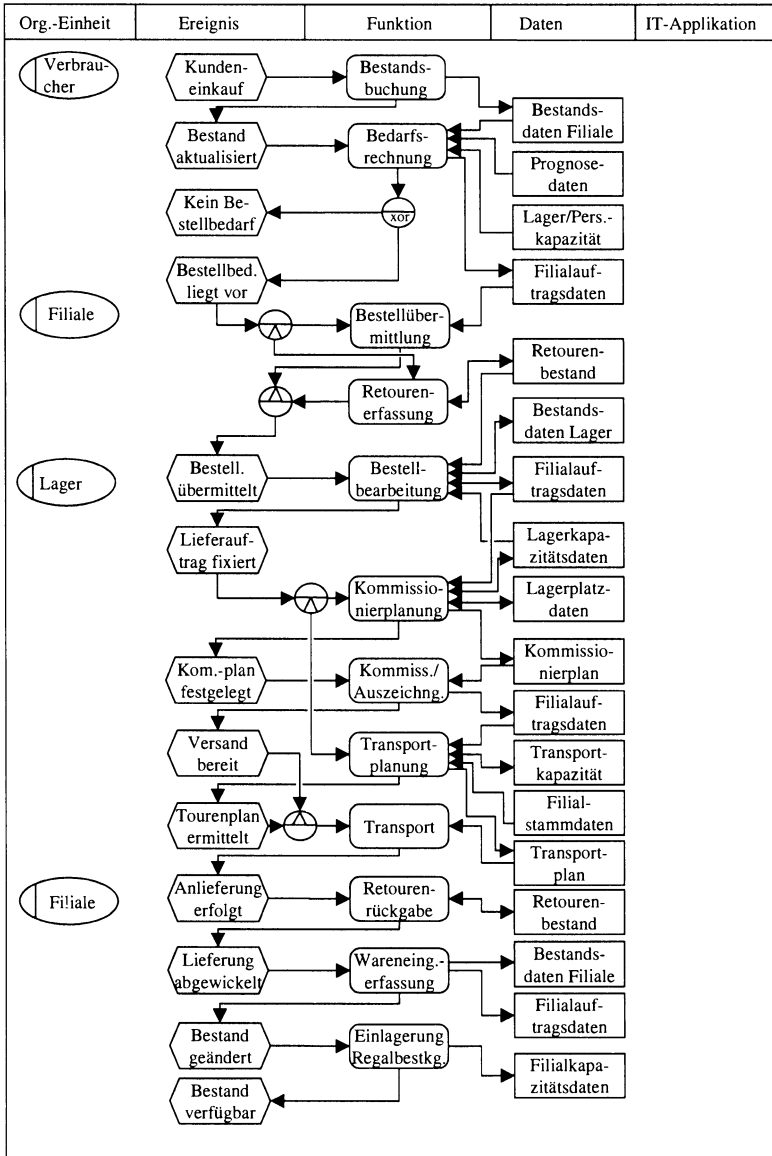 Org.-Einheit Ereignis Funktion Daten IT-Applikation
Verbrau-
cher
Kunden-
einkauf
Bestands-
buchung
Bestands-
daten Filiale
Bestand
aktualisiert
Bedarfs-
rechnung
Prognose-
daten
Kein Be-
stellbedarf
xor
Lager/Pers.-
kapazität
Bestellbed.
liegt vor
Filialauf-
tragsdaten
Filiale
Bestellüber-
mittlung
Retouren-
erfassung
Retouren-
bestand
Bestands-
daten Lager
Lager
Bestell.
übermittelt
Bestell-
bearbeitung
Filialauf-
tragsdaten
Lieferauf-
trag fixiert
Lagerkapa-
zitätsdaten
Kommissio-
nierplanung
Lagerplatz-
daten
Kommissio-
nierplan
Kom.-plan
festgelegt
Kommiss./
Auszeichng.
Filialauf-
tragsdaten
Versand
bereit
Transport-
planung
Transport-
kapazität
Filial-
stammdaten
Tourenplan
ermittelt
Transport
Transport-
plan
Filiale
Anlieferung
erfolgt
Retouren-
rückgabe
Retouren-
bestand
Lieferung
abgewickelt
Wareneing.-
erfassung
Bestands-
daten Filiale
Filialauf-
tragsdaten
Bestand
geändert
Einlagerung
Regalbestkg.
Filialkapa-
zitätsdaten
Bestand
verfügbar